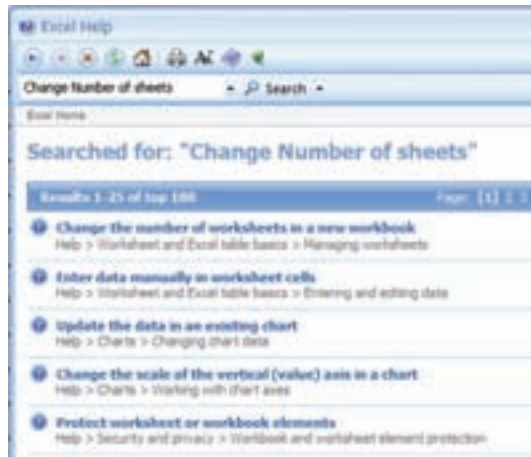 Excel Help
Change Number of sheets
Search
Excel Home
Searched for: "Change Number of sheets"
Results 1-25 of top 100 Page: [1] 2 3
Change the number of worksheets in a new workbook
Help > Worksheet and Excel table basics > Managing worksheets
Enter data manually in worksheet cells
Help > Worksheet and Excel table basics > Entering and editing data
Update the data in an existing chart
Help > Charts > Changing chart data
Change the scale of the vertical (value) axis in a chart
Help > Charts > Working with chart axes
Protect worksheet or workbook elements
Help > Security and privacy > Workbook and worksheet element protection